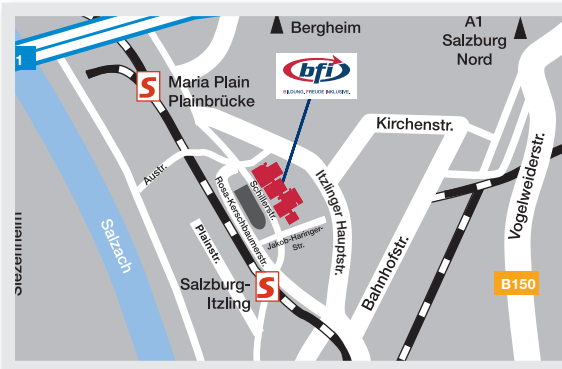 Bergheim
A1
Salzburg
Nord
1
bfi
BILDUNG. FREUDE INKLUSIVE.
S
Maria Plain
Plainbrücke
Kirchenstr.
Austr.
Schillerstr.
Rosa-Kerschbaumerstr.
Itzlinger Hauptstr.
Vogelweiderstr.
Salzach
Siezenheim
Plainstr.
Jakob-Haringer-
Str.
Bahnhofstr.
Salzburg-
Itzling
S
B150